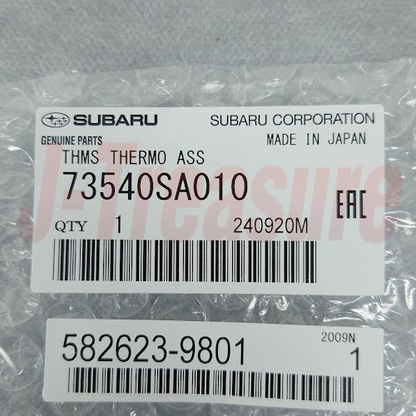 SUBARU SUBARU CORPORATION
GENUINE PARTS MADE IN JAPAN
THMS THERMO ASS
73540SA010
EAC
QTY 1 240920M
J-Treasure
582623-9801 2009N 1